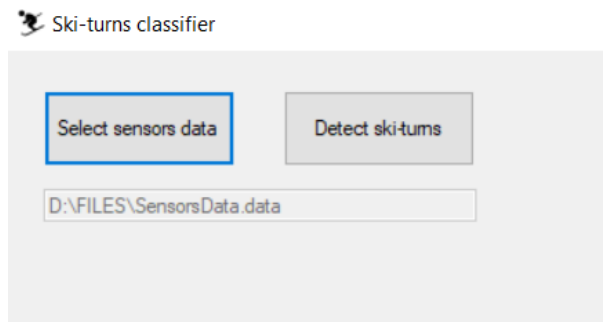 Ski-turns classifier
Select sensors data
Detect ski-turns
D:\FILES\SensorsData.data